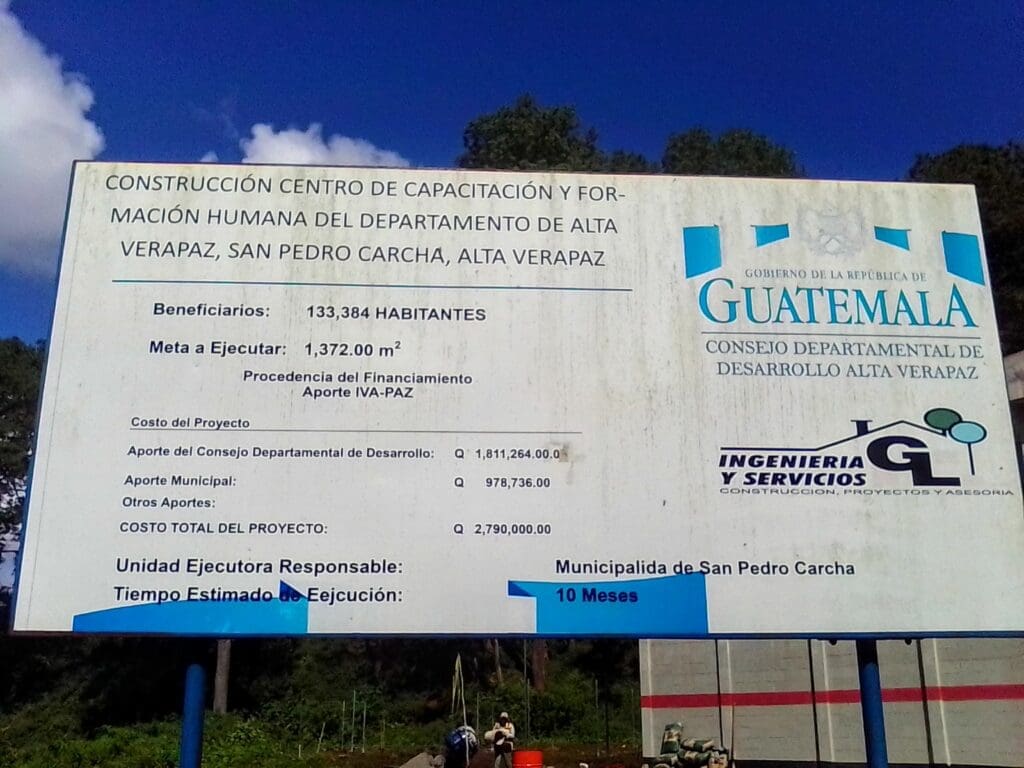 CONSTRUCCIÓN CENTRO DE CAPACITACIÓN Y FOR-
MACIÓN HUMANA DEL DEPARTAMENTO DE ALTA
VERAPAZ, SAN PEDRO CARCHA, ALTA VERAPAZ
Beneficiarios: 133,384 HABITANTES
Meta a Ejecutar: 1,372.00 m²
Procedencia del Financiamiento
Aporte IVA-PAZ
Costo del Proyecto
Aporte del Consejo Departamental de Desarrollo: Q 1,811,264.00.0
Aporte Municipal: Q 978,736.00
Otros Aportes:
COSTO TOTAL DEL PROYECTO: Q 2,790,000.00
Unidad Ejecutora Responsable: Municipalida de San Pedro Carcha
Tiempo Estimado de Eejcución: 10 Meses
GOBIERNO DE LA REPÚBLICA DE
GUATEMALA
CONSEJO DEPARTAMENTAL DE
DESARROLLO ALTA VERAPAZ
INGENIERIA
Y SERVICIOS
GL
CONSTRUCCION, PROYECTOS Y ASESORIA